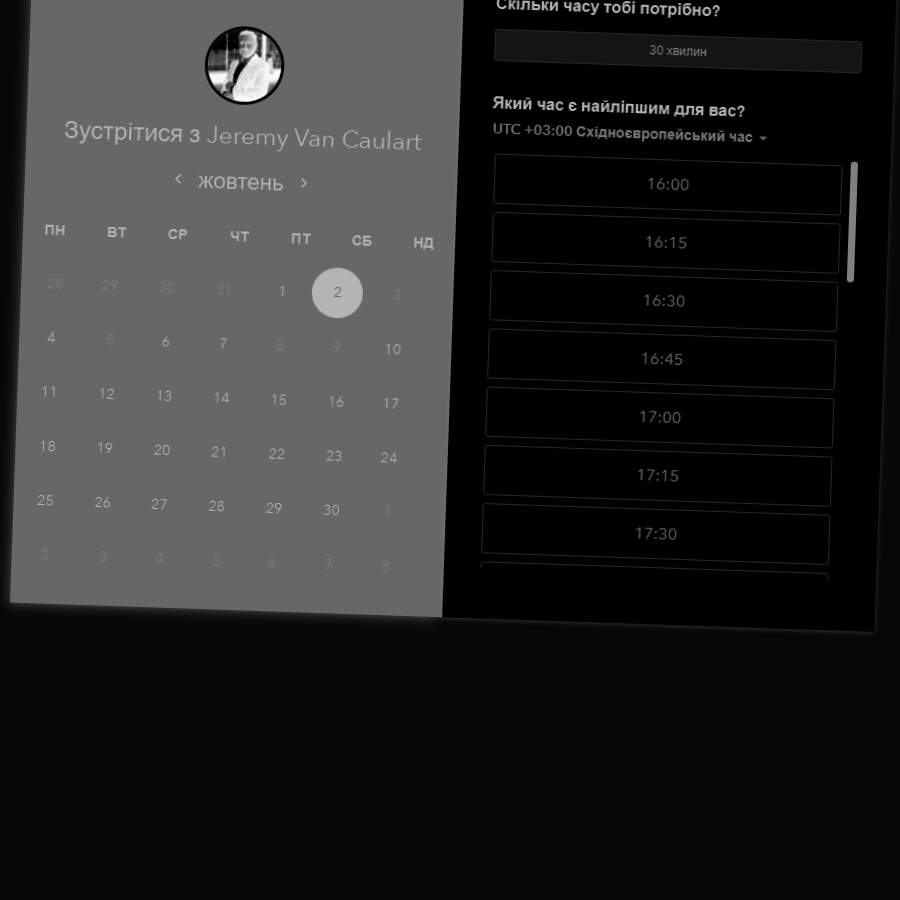 Зустрітися з Jeremy Van Caulart
жовтень
ПН ВТ СР ЧТ ПТ СБ НД
28 29 30 31 1 2 3
4 5 6 7 8 9 10
11 12 13 14 15 16 17
18 19 20 21 22 23 24
25 26 27 28 29 30 1
2 3 4 5 6 7 8
Скільки часу тобі потрібно?
30 хвилин
Який час є найліпшим для вас?
UTC +03:00 Східноєвропейський час
16:00
16:15
16:30
16:45
17:00
17:15
17:30